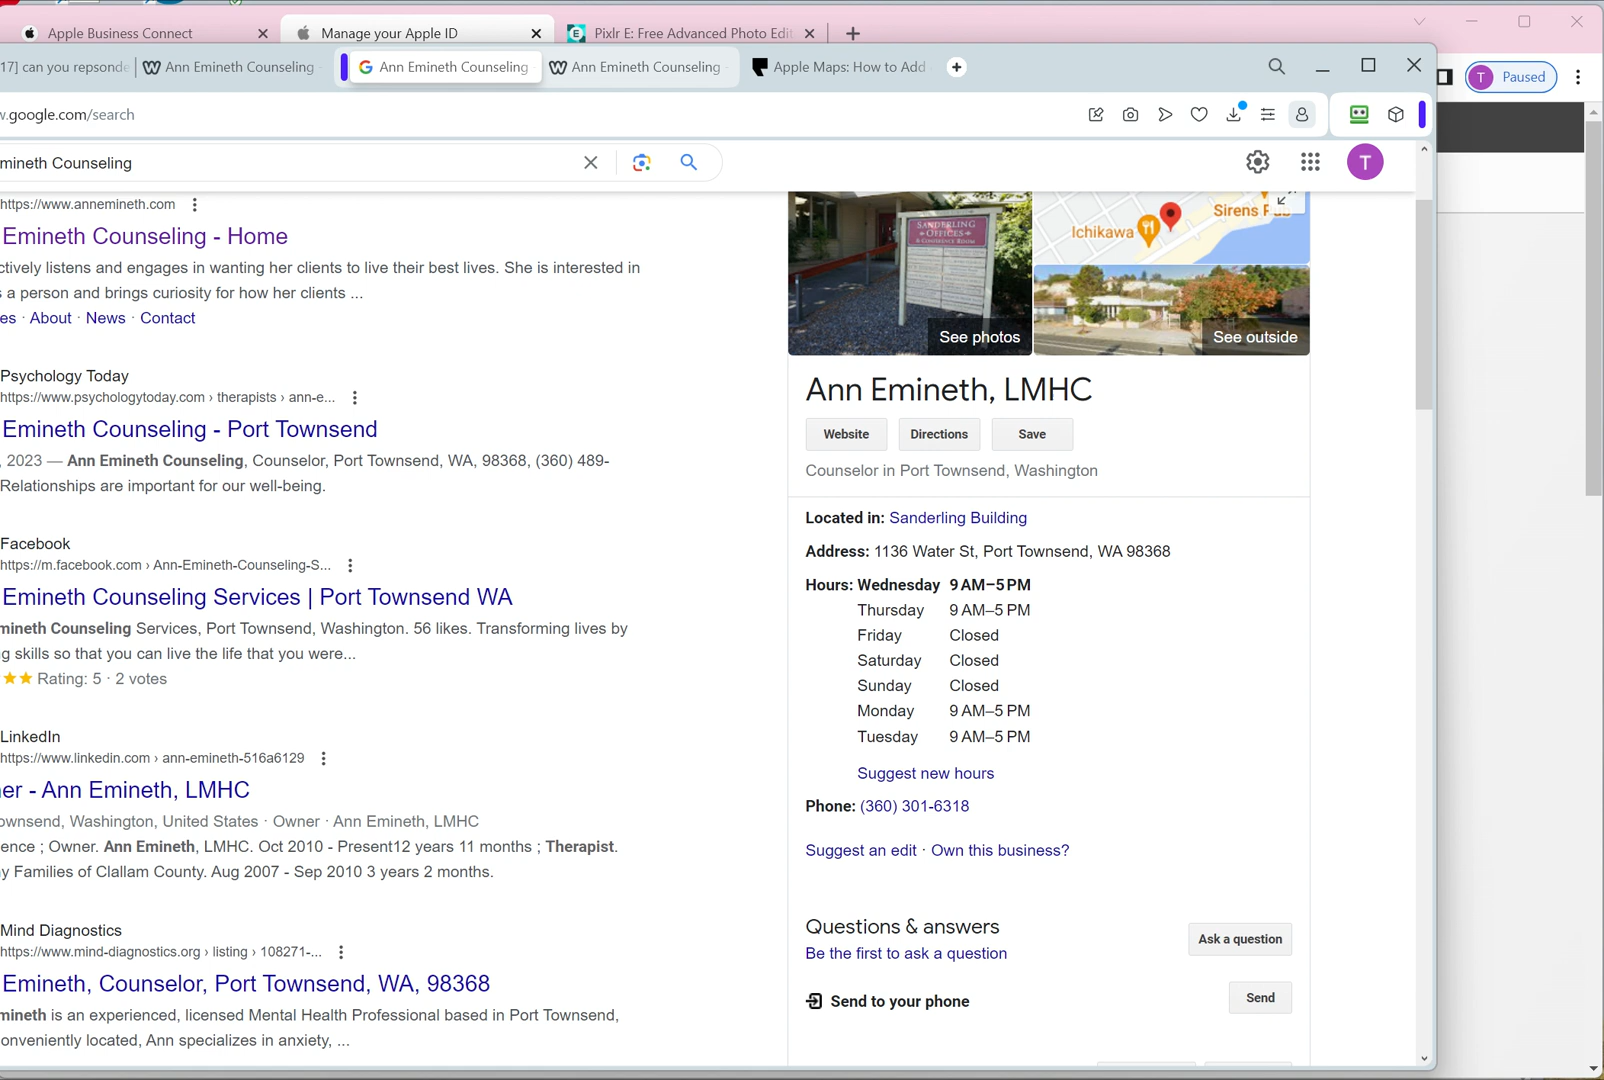 Apple Business Connect
Manage your Apple ID
Pixlr E: Free Advanced Photo Edit
17] can you repsonde
Ann Emineth Counseling
Ann Emineth Counseling
Ann Emineth Counseling
Apple Maps: How to Add
T Paused
w.google.com/search
mineth Counseling
T
https://www.annemineth.com
Emineth Counseling - Home
ctively listens and engages in wanting her clients to live their best lives. She is interested in
s a person and brings curiosity for how her clients ...
es · About · News · Contact
Psychology Today
https://www.psychologytoday.com › therapists › ann-e...
Emineth Counseling - Port Townsend
, 2023 — Ann Emineth Counseling, Counselor, Port Townsend, WA, 98368, (360) 489-
Relationships are important for our well-being.
Facebook
https://m.facebook.com › Ann-Emineth-Counseling-S...
Emineth Counseling Services | Port Townsend WA
mineth Counseling Services, Port Townsend, Washington. 56 likes. Transforming lives by
g skills so that you can live the life that you were...
Rating: 5 · 2 votes
LinkedIn
https://www.linkedin.com › ann-emineth-516a6129
er - Ann Emineth, LMHC
ownsend, Washington, United States · Owner · Ann Emineth, LMHC
ence ; Owner. Ann Emineth, LMHC. Oct 2010 - Present12 years 11 months ; Therapist.
y Families of Clallam County. Aug 2007 - Sep 2010 3 years 2 months.
Mind Diagnostics
https://www.mind-diagnostics.org › listing › 108271-...
Emineth, Counselor, Port Townsend, WA, 98368
mineth is an experienced, licensed Mental Health Professional based in Port Townsend,
onveniently located, Ann specializes in anxiety, ...
SANDERLING
OFFICES
& CONFERENCE ROOM
See photos
Ichikawa
Sirens
See outside
Ann Emineth, LMHC
Website
Directions
Save
Counselor in Port Townsend, Washington
Located in: Sanderling Building
Address: 1136 Water St, Port Townsend, WA 98368
Hours: Wednesday 9 AM–5 PM
Thursday 9 AM–5 PM
Friday Closed
Saturday Closed
Sunday Closed
Monday 9 AM–5 PM
Tuesday 9 AM–5 PM
Suggest new hours
Phone: (360) 301-6318
Suggest an edit · Own this business?
Questions & answers
Be the first to ask a question
Ask a question
Send to your phone
Send